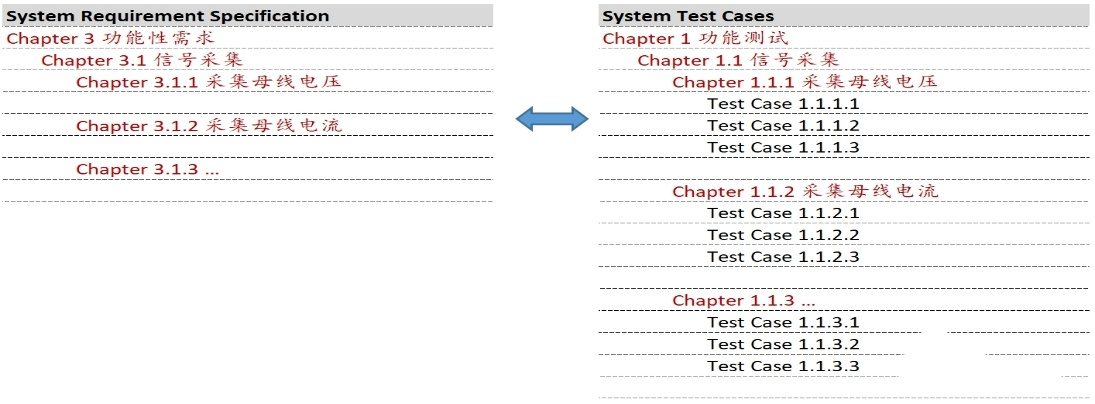 System Requirement Specification
Chapter 3 功能性需求
Chapter 3.1 信号采集
Chapter 3.1.1 采集母线电压
Chapter 3.1.2 采集母线电流
Chapter 3.1.3 ...
System Test Cases
Chapter 1 功能测试
Chapter 1.1 信号采集
Chapter 1.1.1 采集母线电压
Test Case 1.1.1.1
Test Case 1.1.1.2
Test Case 1.1.1.3
Chapter 1.1.2 采集母线电流
Test Case 1.1.2.1
Test Case 1.1.2.2
Test Case 1.1.2.3
Chapter 1.1.3 ...
Test Case 1.1.3.1
Test Case 1.1.3.2
Test Case 1.1.3.3